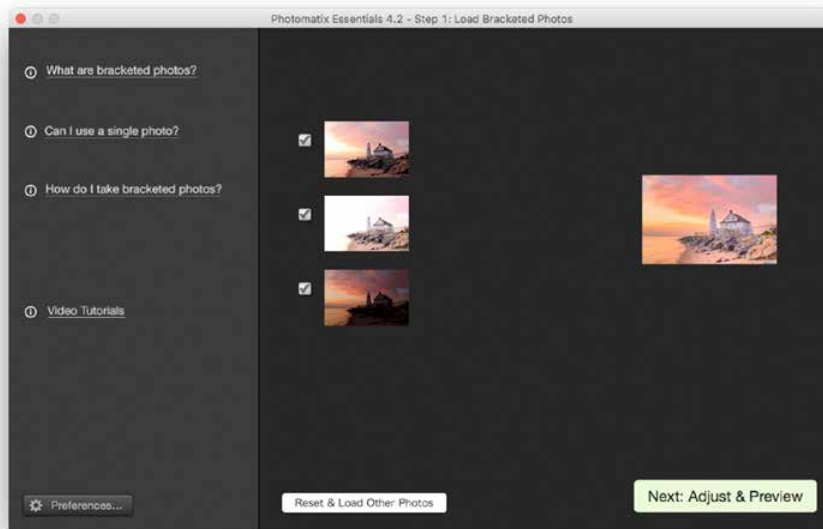 Photomatix Essentials 4.2 - Step 1: Load Bracketed Photos
What are bracketed photos?
Can I use a single photo?
How do I take bracketed photos?
Video Tutorials
Preferences...
Reset & Load Other Photos
Next: Adjust & Preview